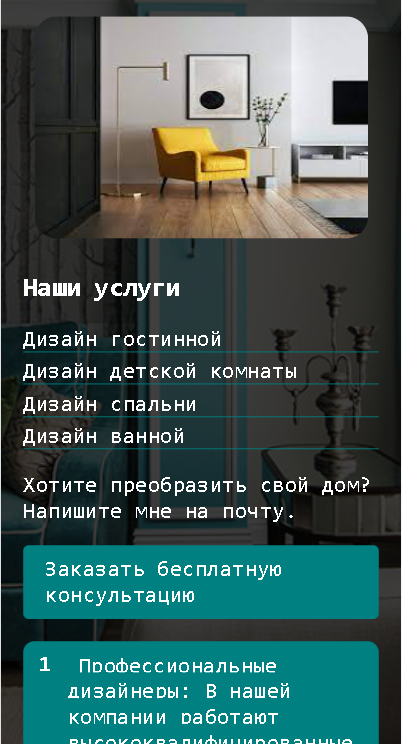 Наши услуги
Дизайн гостинной
Дизайн детской комнаты
Дизайн спальни
Дизайн ванной
Хотите преобразить свой дом?
Напишите мне на почту.
Заказать бесплатную
консультацию
1 Профессиональные
дизайнеры: В нашей
компании работают
высококвалифицированные